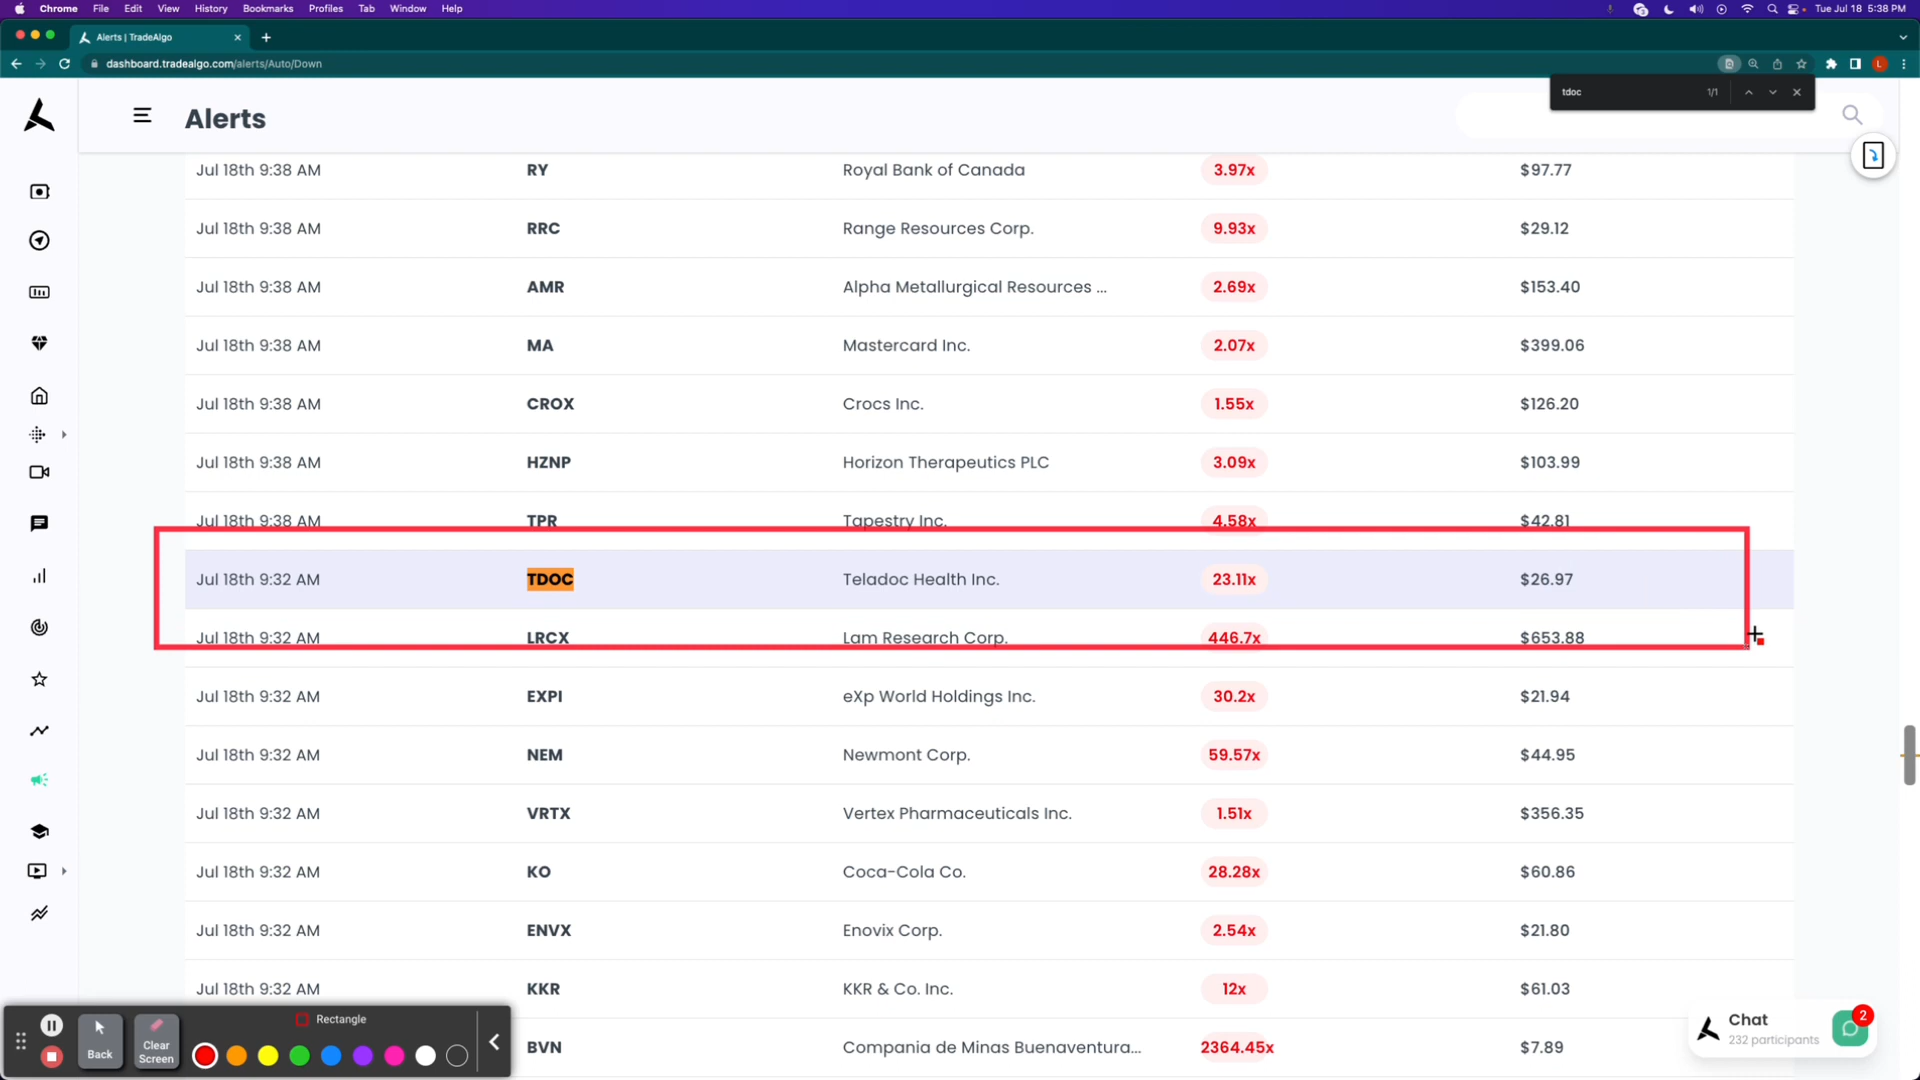 Chrome File Edit View History Bookmarks Profiles Tab Window Help Tue Jul 18 5:38 PM
Alerts | TradeAlgo
dashboard.tradealgo.com/alerts/Auto/Down L
tdoc 1/1
Alerts
Jul 18th 9:38 AM RY Royal Bank of Canada 3.97x $97.77
Jul 18th 9:38 AM RRC Range Resources Corp. 9.93x $29.12
Jul 18th 9:38 AM AMR Alpha Metallurgical Resources ... 2.69x $153.40
Jul 18th 9:38 AM MA Mastercard Inc. 2.07x $399.06
Jul 18th 9:38 AM CROX Crocs Inc. 1.55x $126.20
Jul 18th 9:38 AM HZNP Horizon Therapeutics PLC 3.09x $103.99
Jul 18th 9:38 AM TPR Tapestry Inc. 4.58x $42.81
Jul 18th 9:32 AM TDOC Teladoc Health Inc. 23.11x $26.97
Jul 18th 9:32 AM LRCX Lam Research Corp. 446.7x $653.88
Jul 18th 9:32 AM EXPI eXp World Holdings Inc. 30.2x $21.94
Jul 18th 9:32 AM NEM Newmont Corp. 59.57x $44.95
Jul 18th 9:32 AM VRTX Vertex Pharmaceuticals Inc. 1.51x $356.35
Jul 18th 9:32 AM KO Coca-Cola Co. 28.28x $60.86
Jul 18th 9:32 AM ENVX Enovix Corp. 2.54x $21.80
Jul 18th 9:32 AM KKR KKR & Co. Inc. 12x $61.03
BVN Compania de Minas Buenaventura... 2364.45x $7.89
Rectangle
Back
Clear
Screen
Chat
232 participants
2